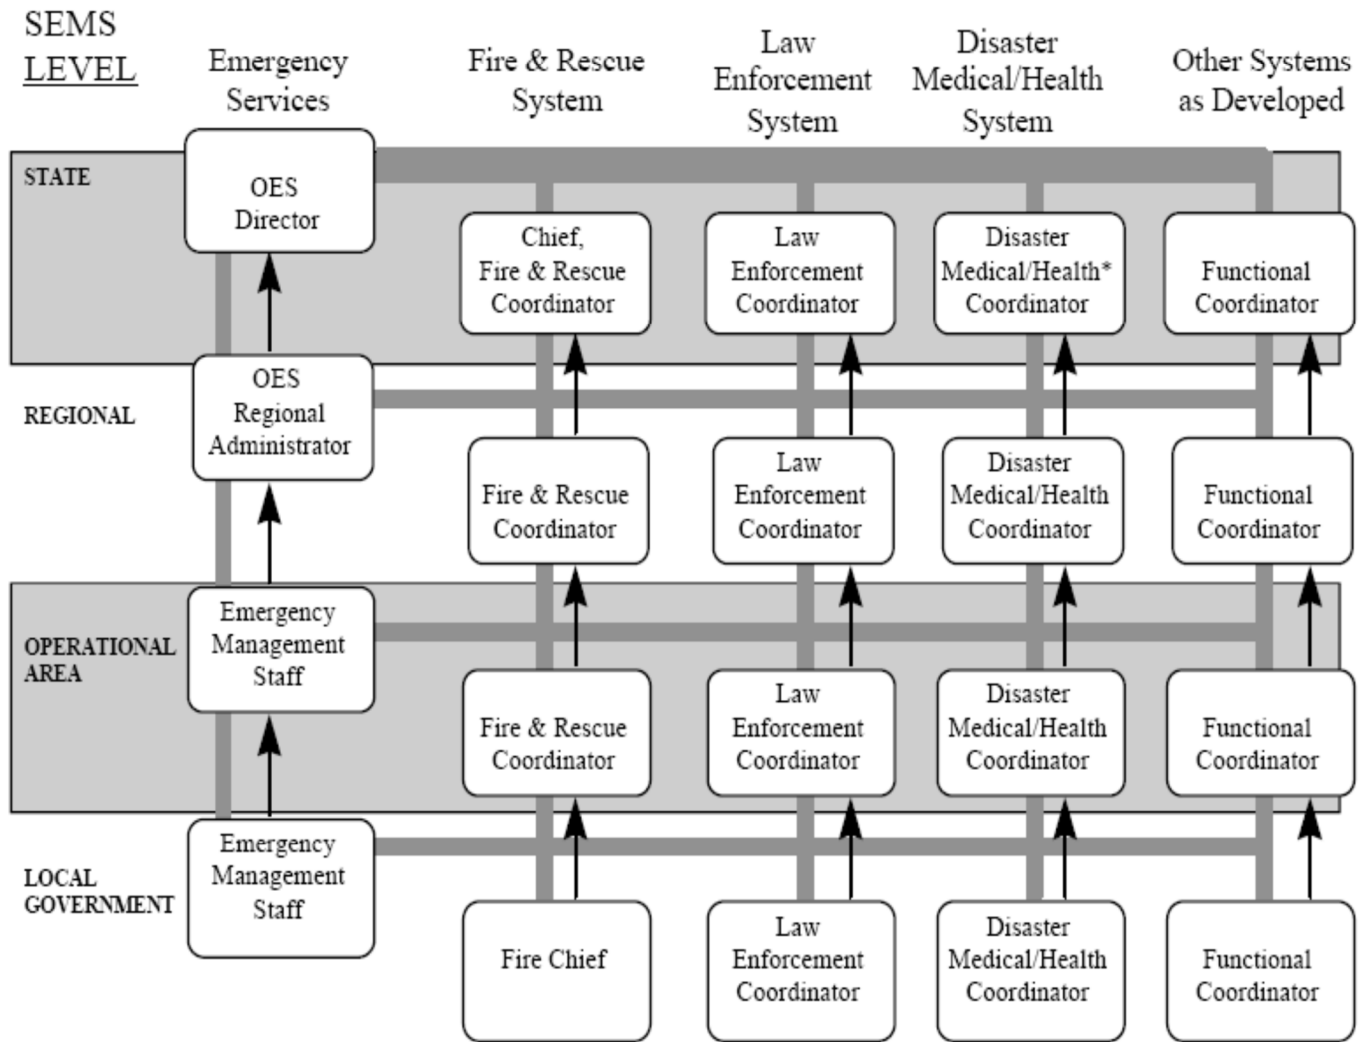 SEMS
LEVEL
Emergency
Services
Fire & Rescue
System
Law
Enforcement
System
Disaster
Medical/Health
System
Other Systems
as Developed
STATE
OES
Director
Chief,
Fire & Rescue
Coordinator
Law
Enforcement
Coordinator
Disaster
Medical/Health*
Coordinator
Functional
Coordinator
REGIONAL
OES
Regional
Administrator
Fire & Rescue
Coordinator
Law
Enforcement
Coordinator
Disaster
Medical/Health
Coordinator
Functional
Coordinator
OPERATIONAL
AREA
Emergency
Management
Staff
Fire & Rescue
Coordinator
Law
Enforcement
Coordinator
Disaster
Medical/Health
Coordinator
Functional
Coordinator
LOCAL
GOVERNMENT
Emergency
Management
Staff
Fire Chief
Law
Enforcement
Coordinator
Disaster
Medical/Health
Coordinator
Functional
Coordinator